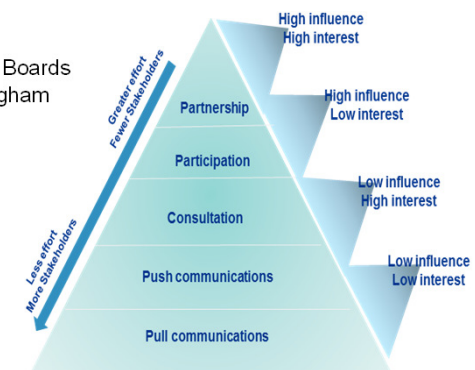 Boards
gham
Greater effort
Fewer Stakeholders
Less effort
More Stakeholders
Partnership
Participation
Consultation
Push communications
Pull communications
High influence
High interest
High influence
Low interest
Low influence
High interest
Low influence
Low interest